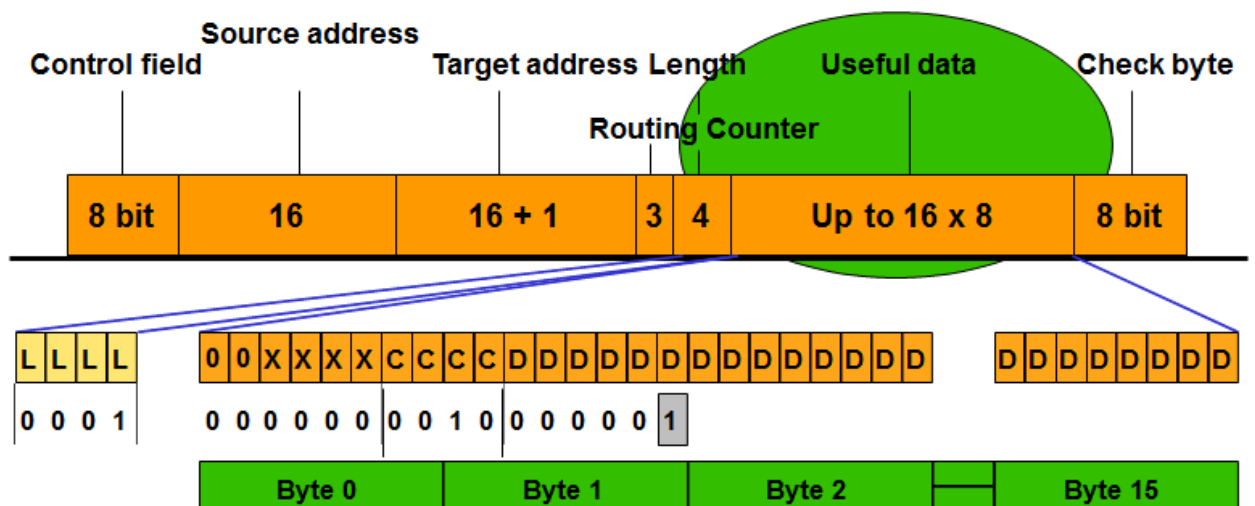 Source address
Control field Target address Length Useful data Check byte
Routing Counter
8 bit 16 16 + 1 3 4 Up to 16 x 8 8 bit
L L L L 0 0 X X X X C C C C D D D D D D D D D D D D D D D D D D D D D D
0 0 0 1 0 0 0 0 0 0 0 0 1 0 0 0 0 0 0 1
Byte 0 Byte 1 Byte 2 Byte 15